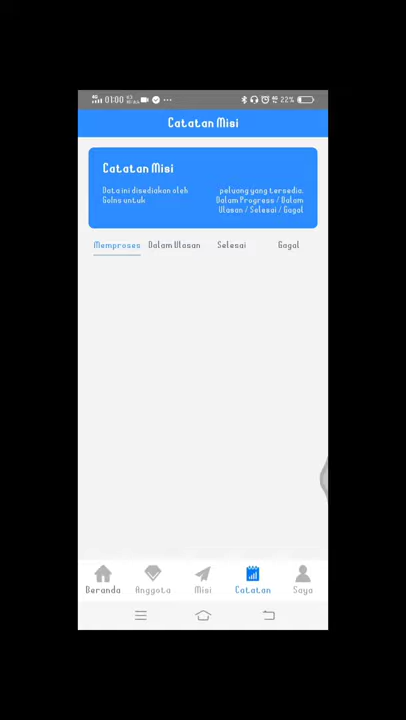 01:00
22%
Catatan Misi
Catatan Misi
Data ini disediakan oleh
Goins untuk
peluang yang tersedia.
Dalam Progress / Dalam
Ulasan / Selesai / Gagal
Memproses Dalam Ulasan Selesai Gagal
Beranda Anggota Misi Catatan Saya